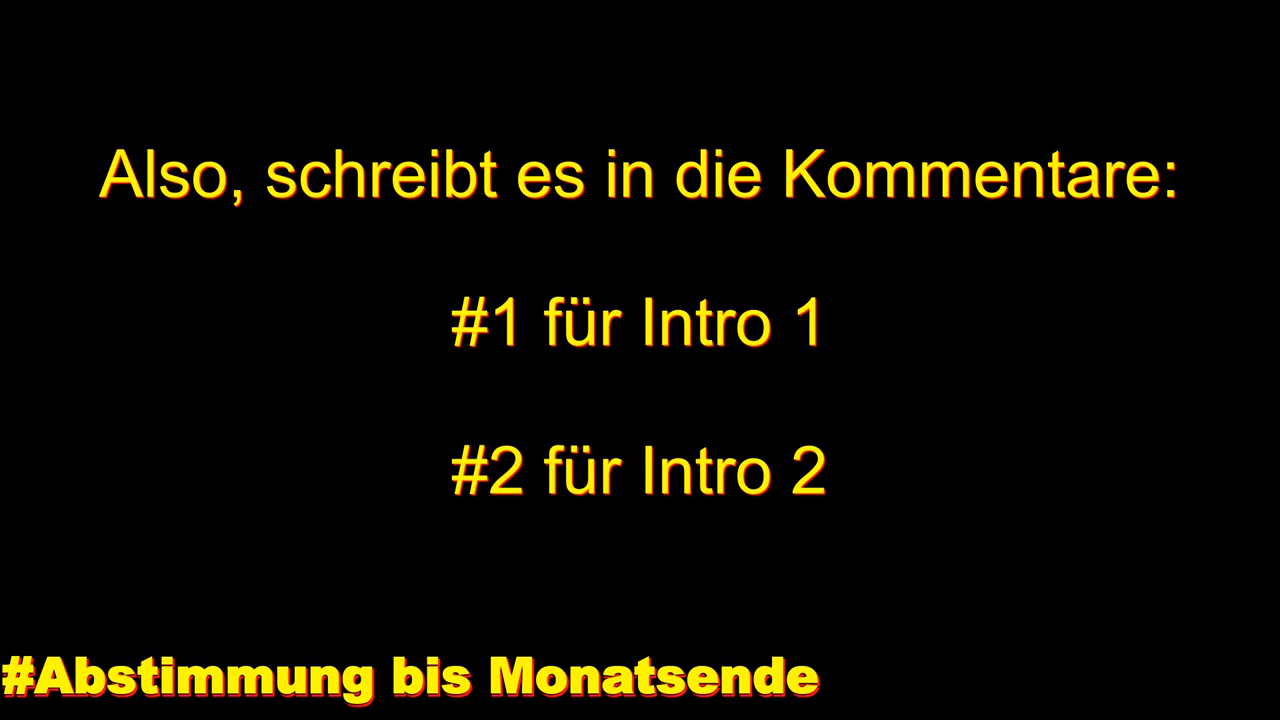 Also, schreibt es in die Kommentare:
#1 für Intro 1
#2 für Intro 2
#Abstimmung bis Monatsende